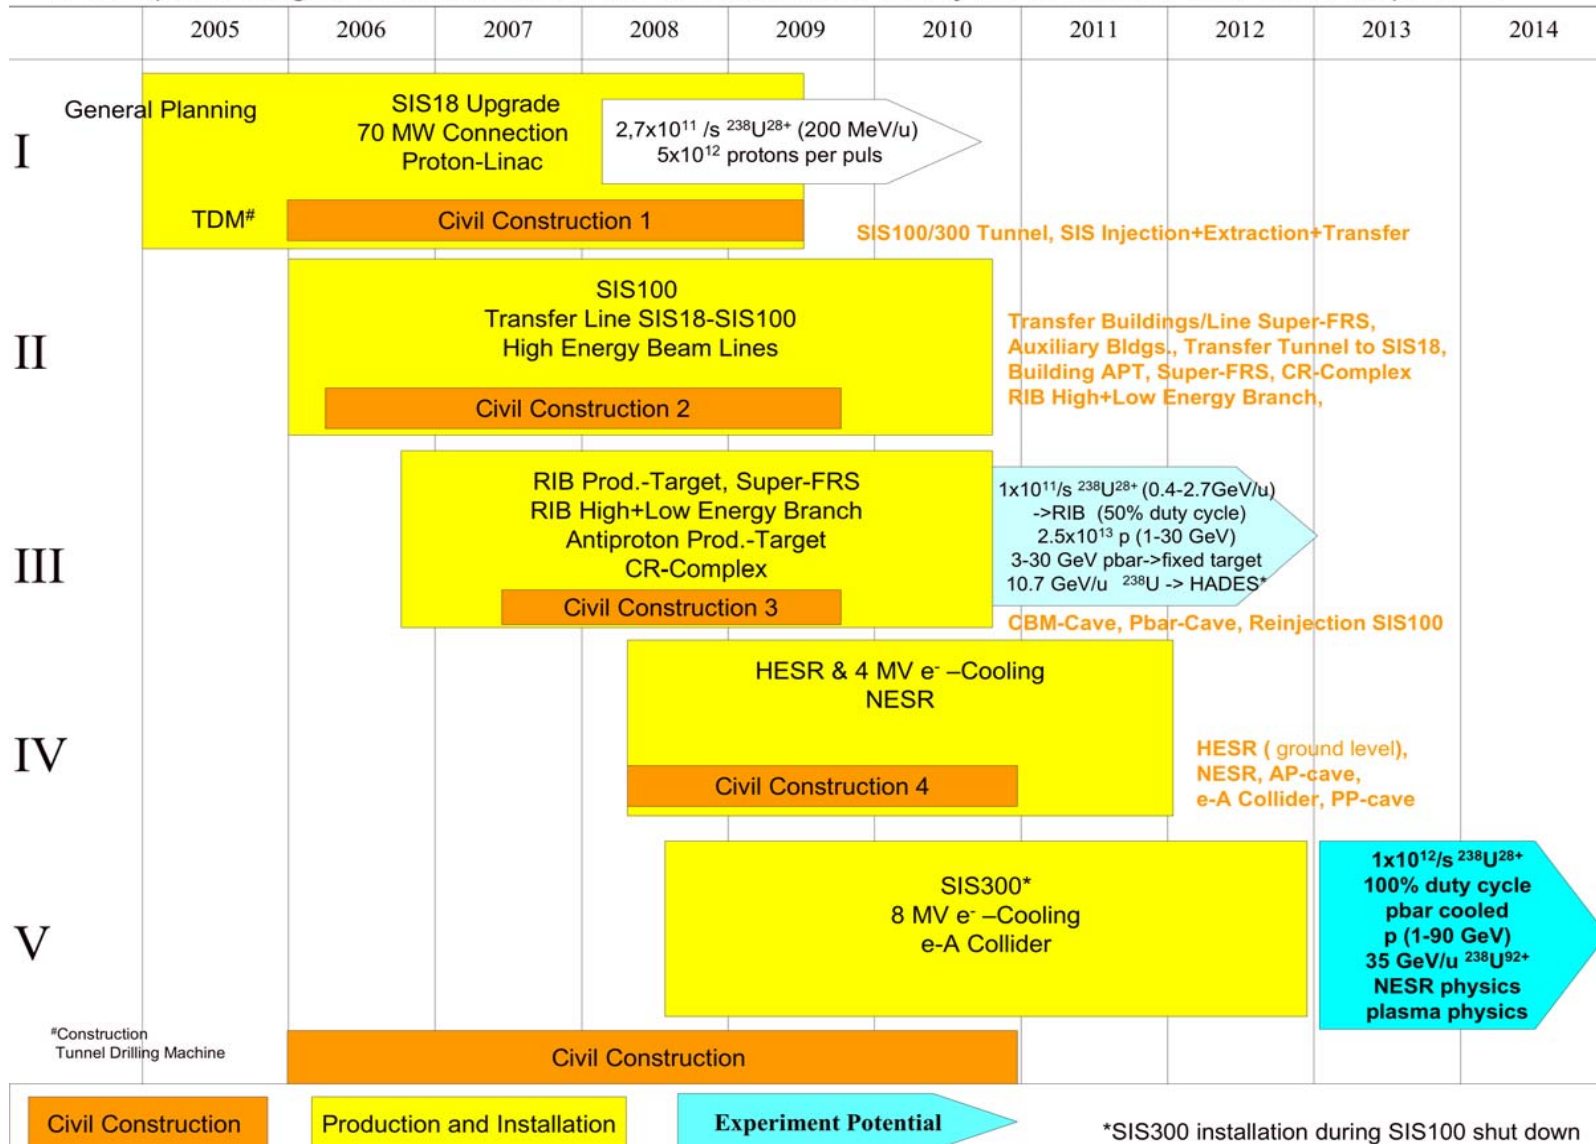 2005 2006 2007 2008 2009 2010 2011 2012 2013 2014
I
General Planning
SIS18 Upgrade
70 MW Connection
Proton-Linac
2,7x10¹¹ /s ²³⁸U²⁸⁺ (200 MeV/u)
5x10¹² protons per puls
TDM#
Civil Construction 1
SIS100/300 Tunnel, SIS Injection+Extraction+Transfer
II
SIS100
Transfer Line SIS18-SIS100
High Energy Beam Lines
Civil Construction 2
Transfer Buildings/Line Super-FRS,
Auxiliary Bldgs., Transfer Tunnel to SIS18,
Building APT, Super-FRS, CR-Complex
RIB High+Low Energy Branch,
III
RIB Prod.-Target, Super-FRS
RIB High+Low Energy Branch
Antiproton Prod.-Target
CR-Complex
Civil Construction 3
1x10¹¹/s ²³⁸U²⁸⁺ (0.4-2.7GeV/u)
->RIB (50% duty cycle)
2.5x10¹³ p (1-30 GeV)
3-30 GeV pbar->fixed target
10.7 GeV/u ²³⁸U -> HADES*
CBM-Cave, Pbar-Cave, Reinjection SIS100
IV
HESR & 4 MV e⁻ –Cooling
NESR
Civil Construction 4
HESR ( ground level),
NESR, AP-cave,
e-A Collider, PP-cave
V
SIS300*
8 MV e⁻ –Cooling
e-A Collider
1x10¹²/s ²³⁸U²⁸⁺
100% duty cycle
pbar cooled
p (1-90 GeV)
35 GeV/u ²³⁸U⁹²⁺
NESR physics
plasma physics
#Construction
Tunnel Drilling Machine
Civil Construction
Civil Construction
Production and Installation
Experiment Potential
*SIS300 installation during SIS100 shut down